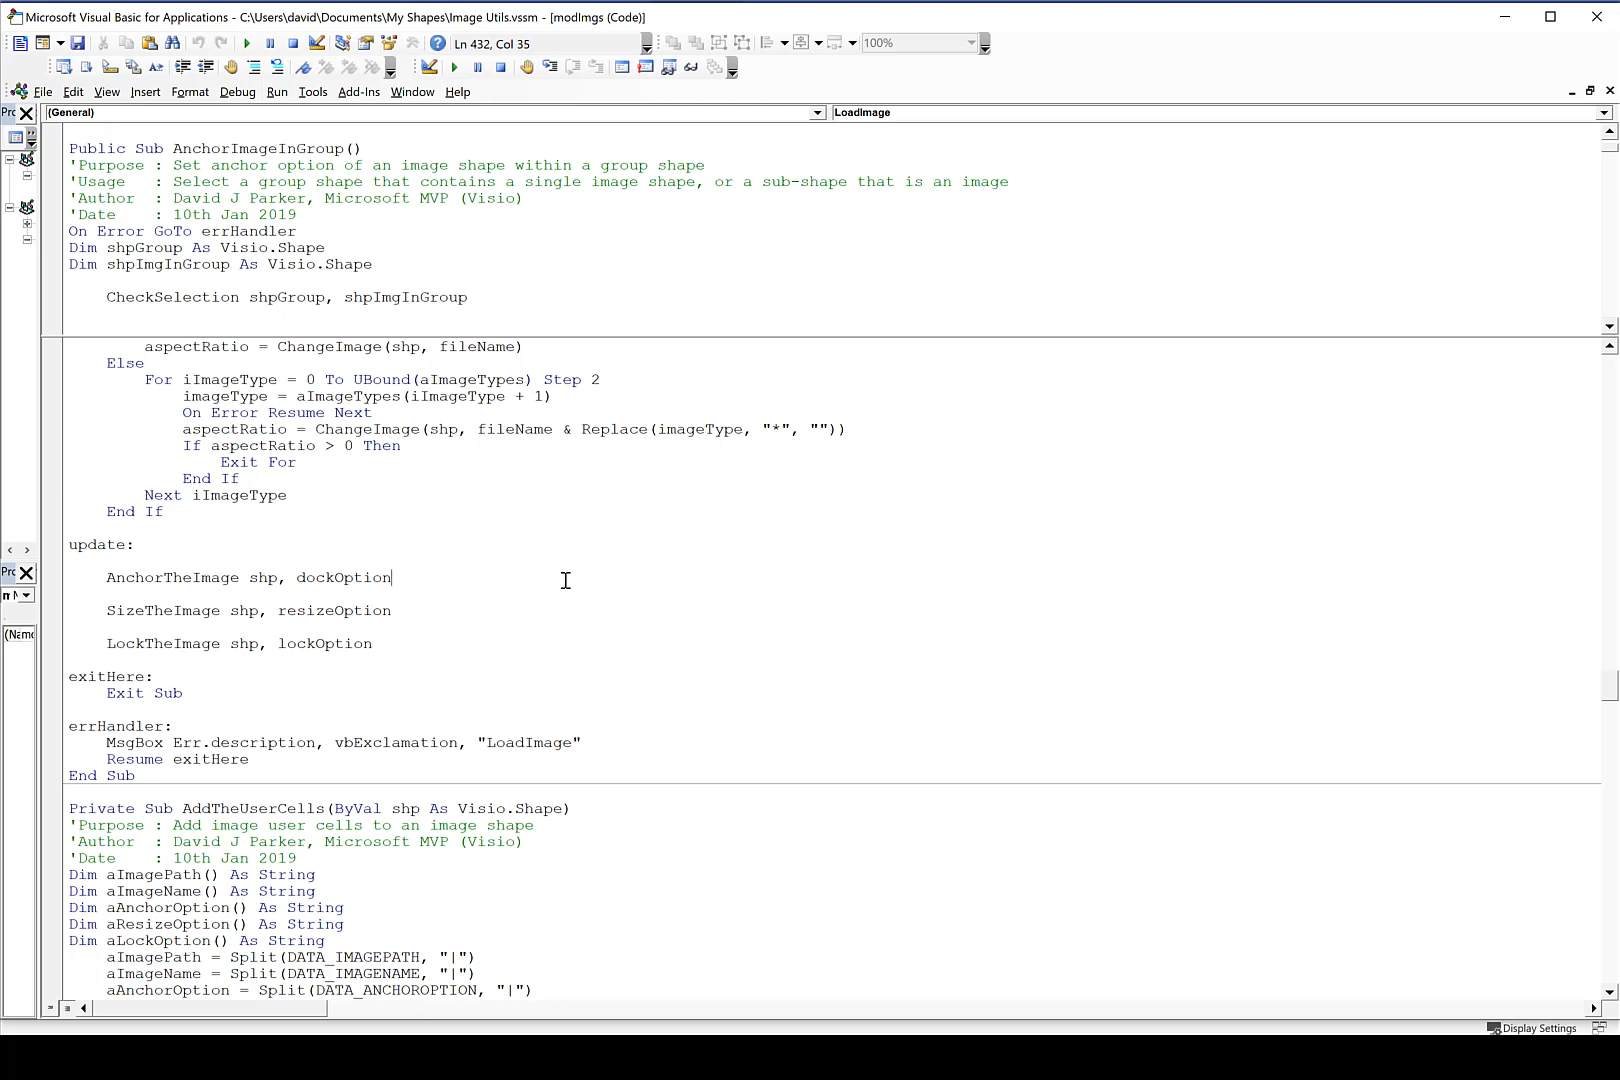 Microsoft Visual Basic for Applications - C:\Users\david\Documents\My Shapes\Image Utils.vssm - [modImgs (Code)]
Ln 432, Col 35
100%
File Edit View Insert Format Debug Run Tools Add-Ins Window Help
Prc
(General)
LoadImage
Public Sub AnchorImageInGroup()
'Purpose : Set anchor option of an image shape within a group shape
'Usage   : Select a group shape that contains a single image shape, or a sub-shape that is an image
'Author  : David J Parker, Microsoft MVP (Visio)
'Date    : 10th Jan 2019
On Error GoTo errHandler
Dim shpGroup As Visio.Shape
Dim shpImgInGroup As Visio.Shape
CheckSelection shpGroup, shpImgInGroup
aspectRatio = ChangeImage(shp, fileName)
Else
For iImageType = 0 To UBound(aImageTypes) Step 2
imageType = aImageTypes(iImageType + 1)
On Error Resume Next
aspectRatio = ChangeImage(shp, fileName & Replace(imageType, "*", ""))
If aspectRatio > 0 Then
Exit For
End If
Next iImageType
End If
update:
AnchorTheImage shp, dockOption
Prc
SizeTheImage shp, resizeOption
(Name
LockTheImage shp, lockOption
exitHere:
Exit Sub
errHandler:
MsgBox Err.description, vbExclamation, "LoadImage"
Resume exitHere
End Sub
Private Sub AddTheUserCells(ByVal shp As Visio.Shape)
'Purpose : Add image user cells to an image shape
'Author  : David J Parker, Microsoft MVP (Visio)
'Date    : 10th Jan 2019
Dim aImagePath() As String
Dim aImageName() As String
Dim aAnchorOption() As String
Dim aResizeOption() As String
Dim aLockOption() As String
aImagePath = Split(DATA_IMAGEPATH, "|")
aImageName = Split(DATA_IMAGENAME, "|")
aAnchorOption = Split(DATA_ANCHOROPTION, "|")
Display Settings